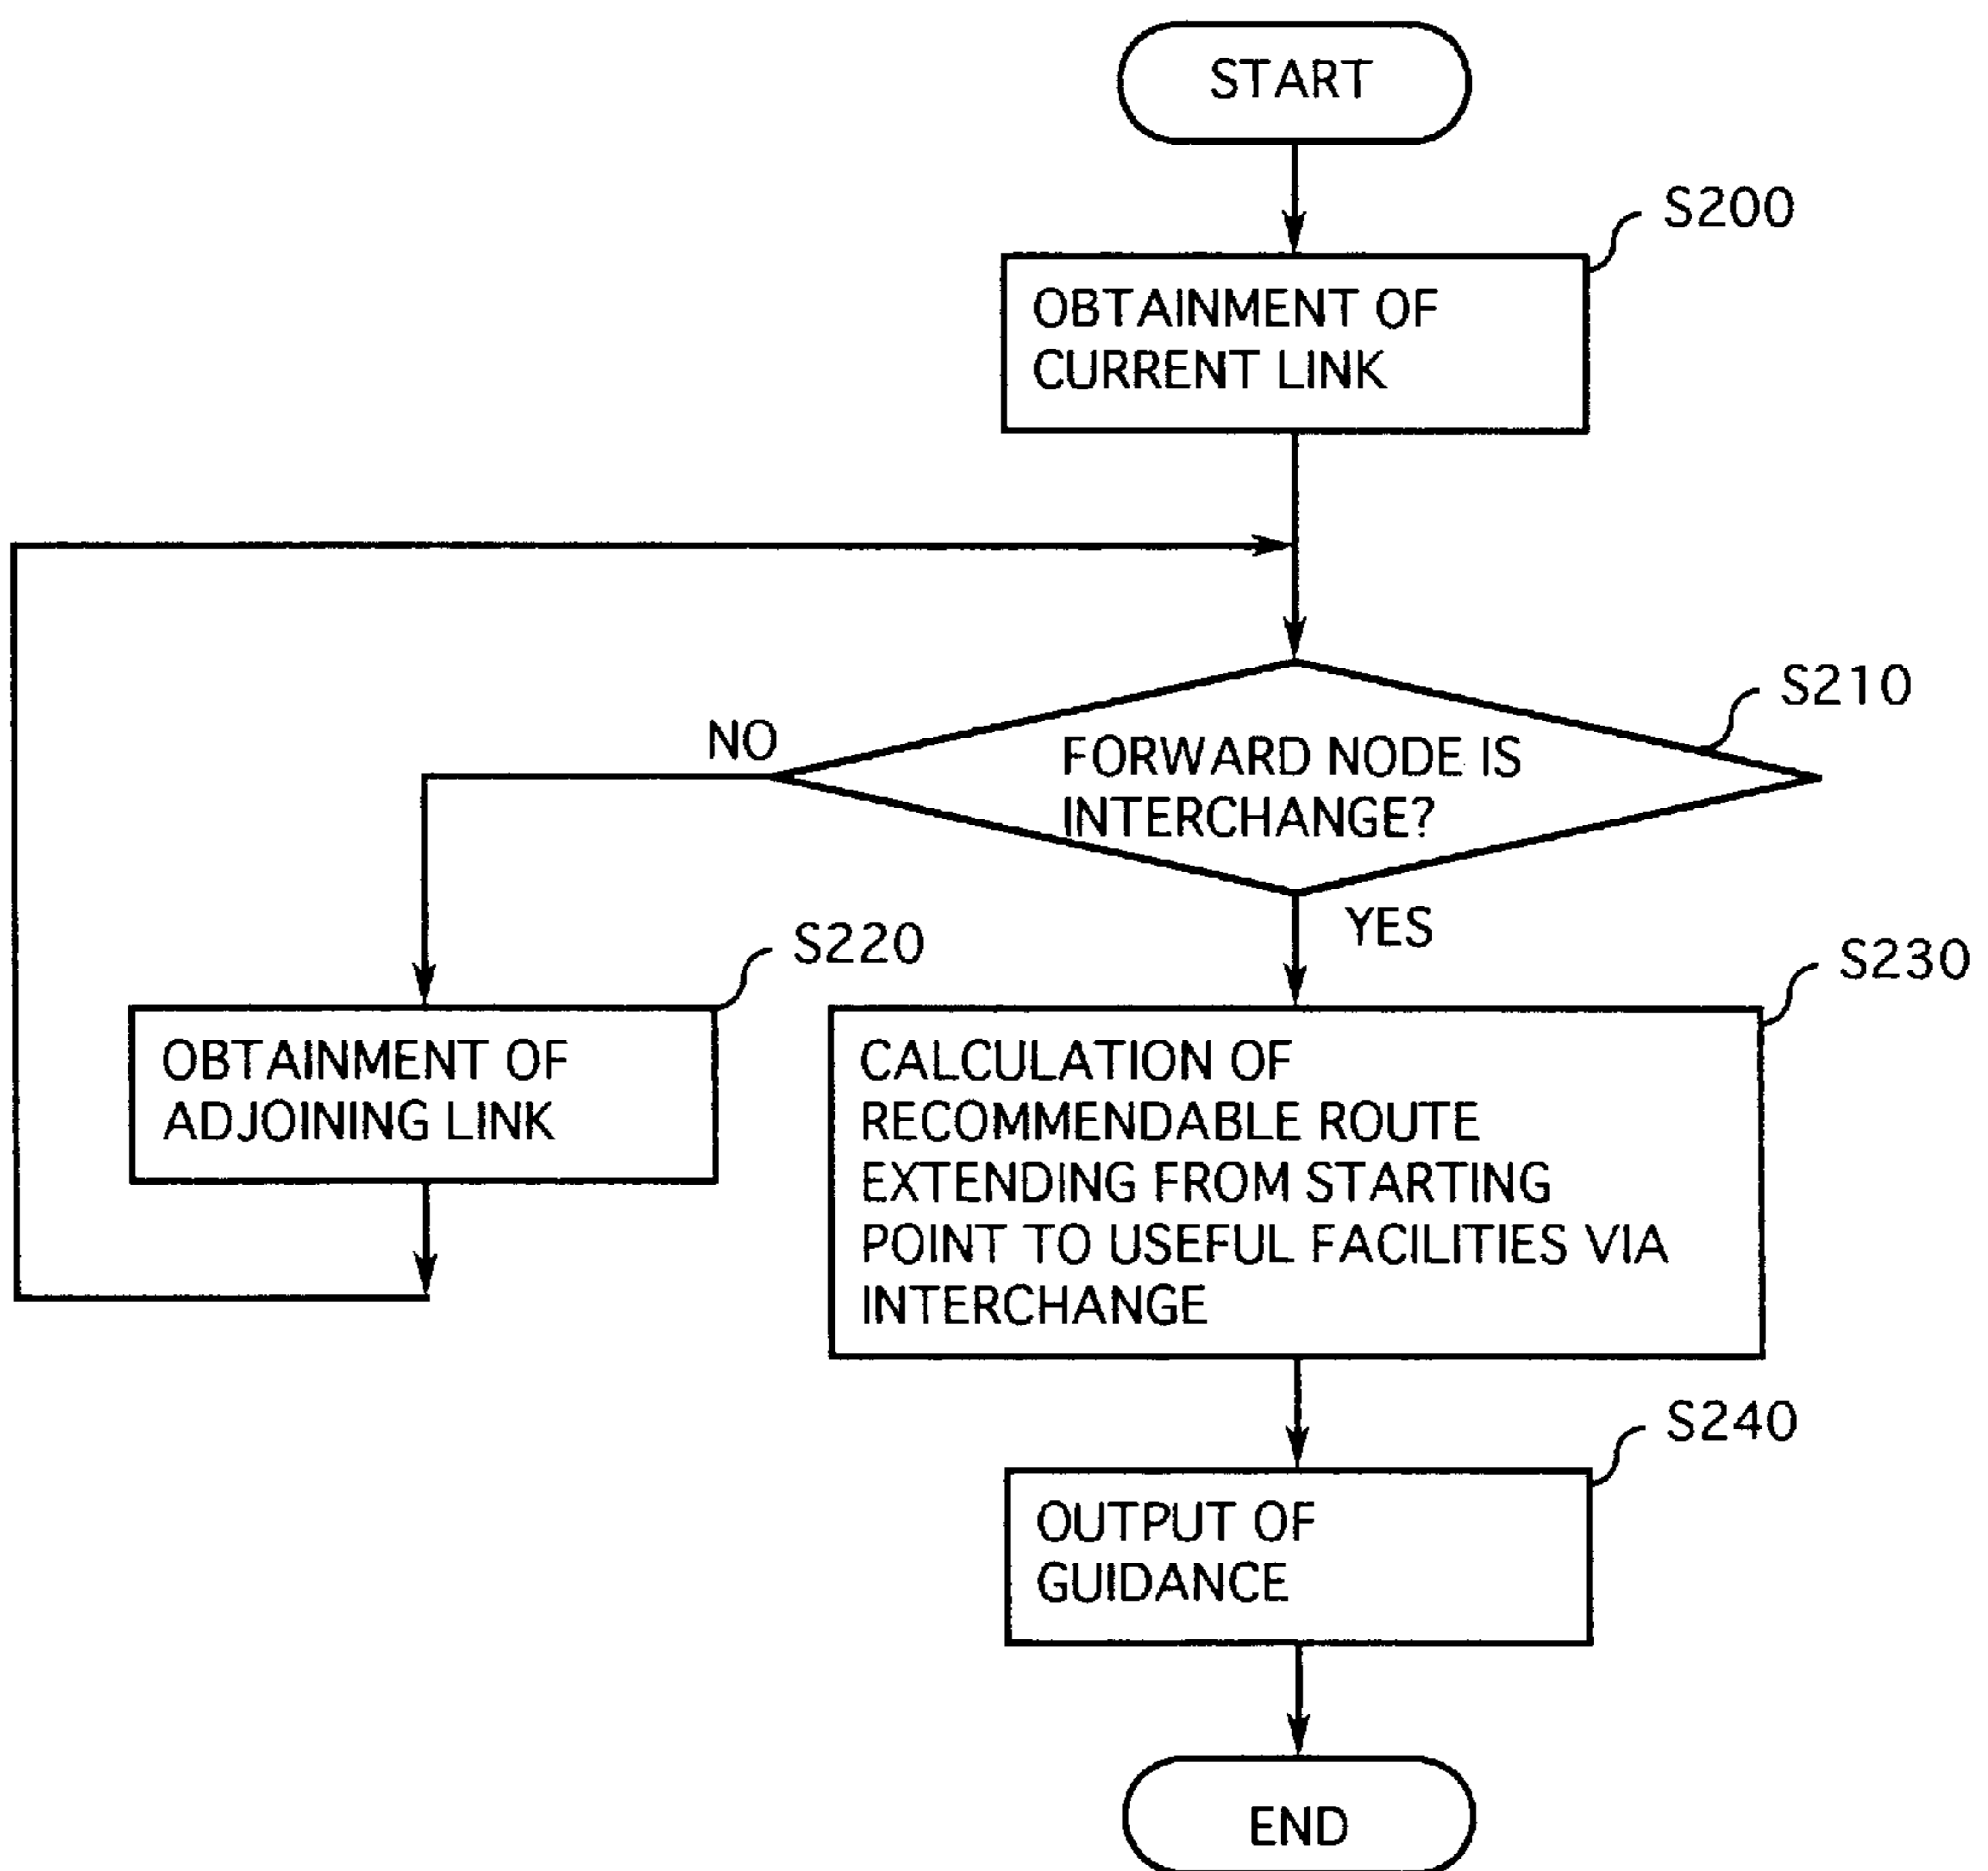 START
S200
OBTAINMENT OF
CURRENT LINK
S210
NO
FORWARD NODE IS
INTERCHANGE?
YES
S220
S230
OBTAINMENT OF
ADJOINING LINK
CALCULATION OF
RECOMMENDABLE ROUTE
EXTENDING FROM STARTING
POINT TO USEFUL FACILITIES VIA
INTERCHANGE
S240
OUTPUT OF
GUIDANCE
END